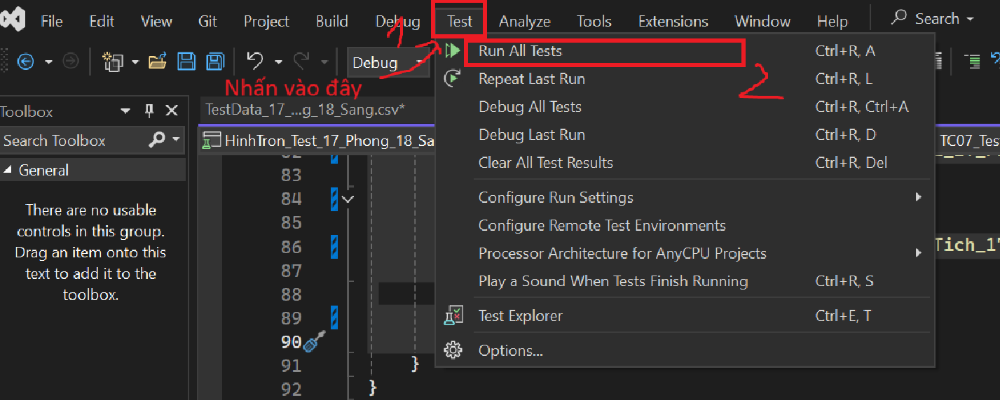 File Edit View Git Project Build Debug Test Analyze Tools Extensions Window Help Search
1
Debug
Nhấn vào đây
Run All Tests Ctrl+R, A
Repeat Last Run Ctrl+R, L
2
Debug All Tests Ctrl+R, Ctrl+A
Debug Last Run Ctrl+R, D
Clear All Test Results Ctrl+R, Del
Configure Run Settings
Configure Remote Test Environments
Processor Architecture for AnyCPU Projects
Play a Sound When Tests Finish Running Ctrl+R, S
Test Explorer Ctrl+E, T
Options...
Toolbox
Search Toolbox
General
There are no usable
controls in this group.
Drag an item onto this
text to add it to the
toolbox.
TestData_17_...g_18_Sang.csv*
HinhTron_Test_17_Phong_18_Sa
TC07_Tes
83
84
85
86
Tich_1"
87
88
89
90
91 }
92 }